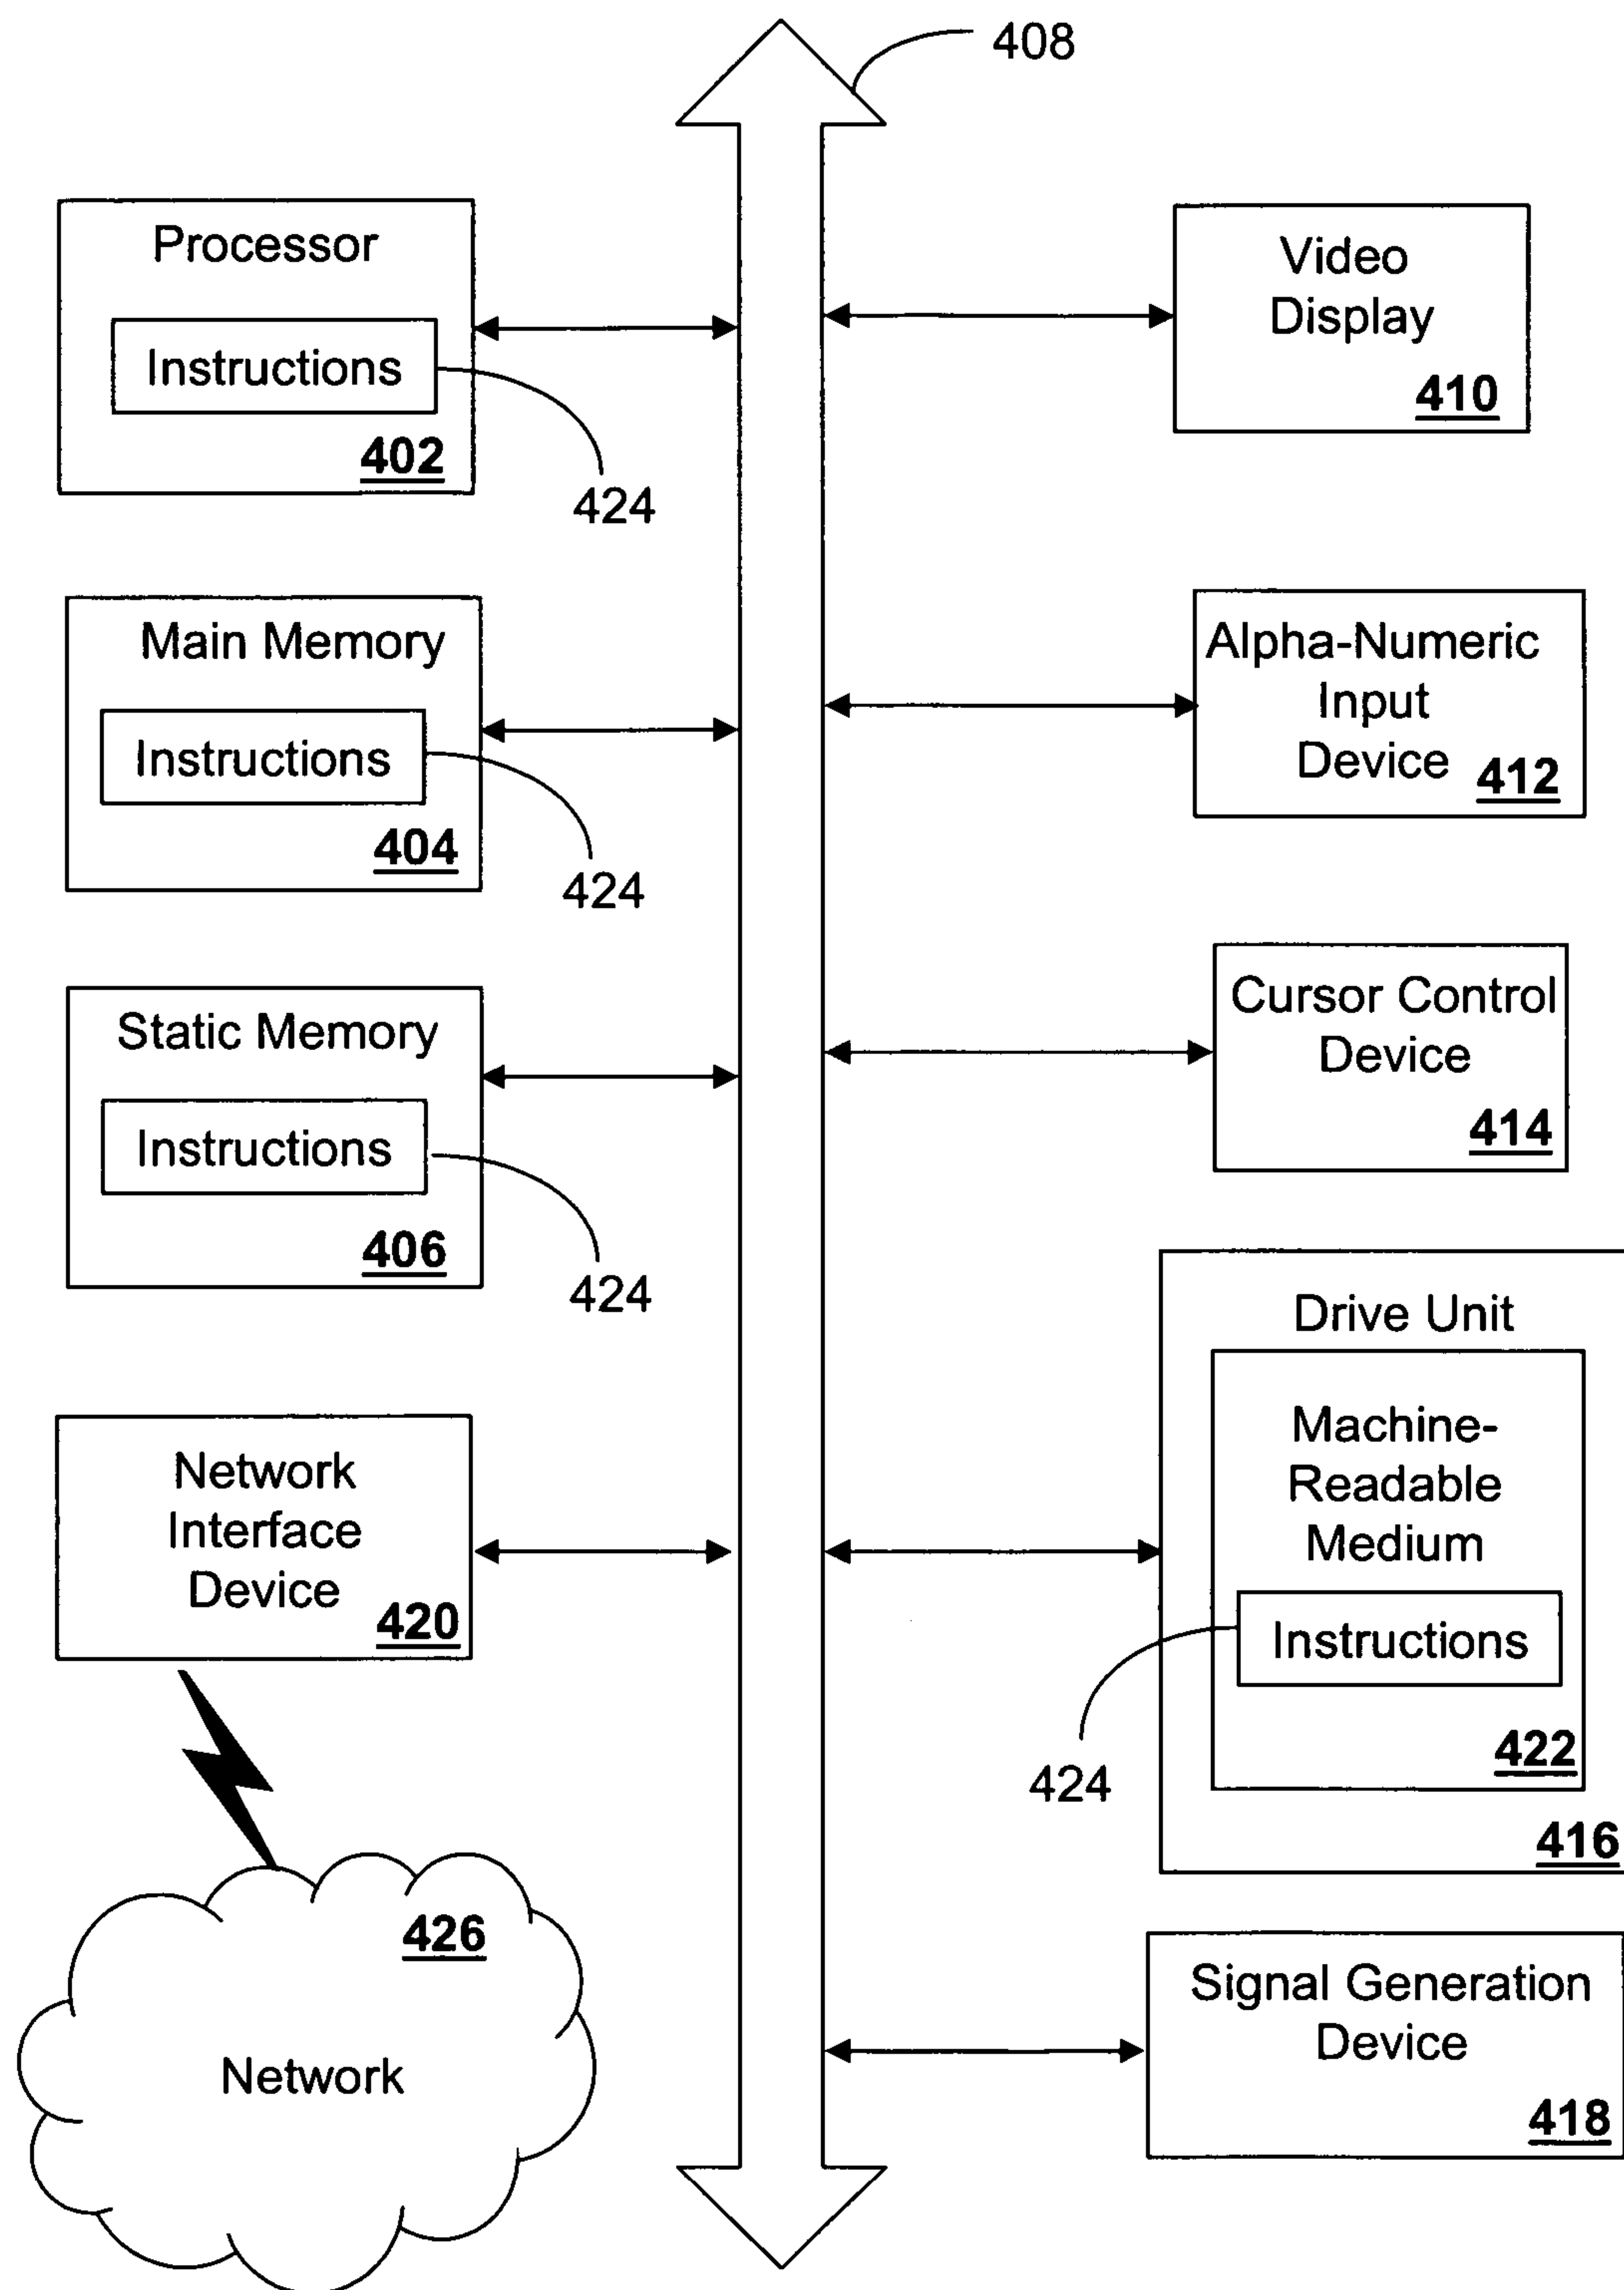 408
Processor
Instructions
402
424
Video
Display
410
Main Memory
Instructions
404
424
Alpha-Numeric
Input
Device
412
Static Memory
Instructions
406
424
Cursor Control
Device
414
Network
Interface
Device
420
Drive Unit
Machine-
Readable
Medium
Instructions
424
422
416
426
Network
Signal Generation
Device
418